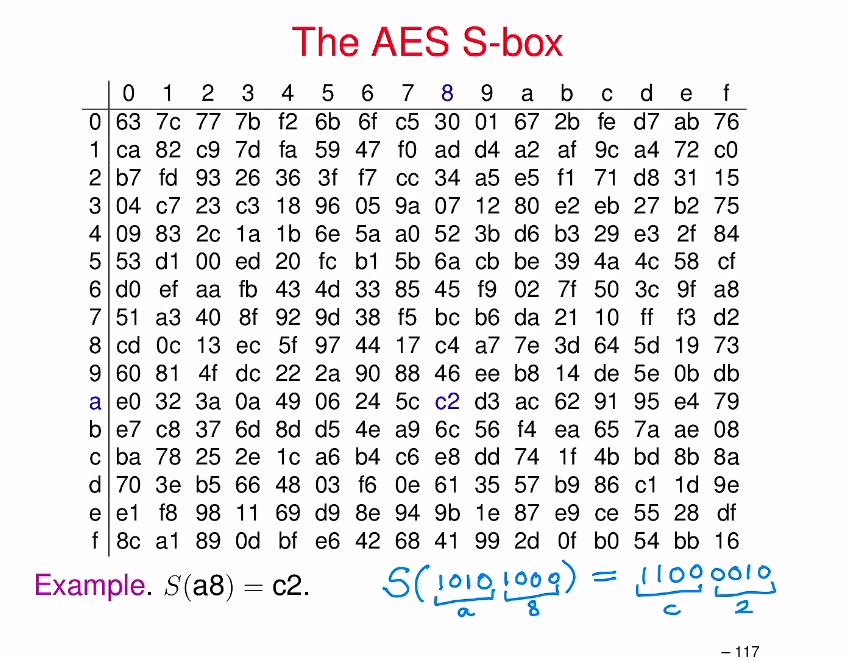 The AES S-box
0 1 2 3 4 5 6 7 8 9 a b c d e f
0 63 7c 77 7b f2 6b 6f c5 30 01 67 2b fe d7 ab 76
1 ca 82 c9 7d fa 59 47 f0 ad d4 a2 af 9c a4 72 c0
2 b7 fd 93 26 36 3f f7 cc 34 a5 e5 f1 71 d8 31 15
3 04 c7 23 c3 18 96 05 9a 07 12 80 e2 eb 27 b2 75
4 09 83 2c 1a 1b 6e 5a a0 52 3b d6 b3 29 e3 2f 84
5 53 d1 00 ed 20 fc b1 5b 6a cb be 39 4a 4c 58 cf
6 d0 ef aa fb 43 4d 33 85 45 f9 02 7f 50 3c 9f a8
7 51 a3 40 8f 92 9d 38 f5 bc b6 da 21 10 ff f3 d2
8 cd 0c 13 ec 5f 97 44 17 c4 a7 7e 3d 64 5d 19 73
9 60 81 4f dc 22 2a 90 88 46 ee b8 14 de 5e 0b db
a e0 32 3a 0a 49 06 24 5c c2 d3 ac 62 91 95 e4 79
b e7 c8 37 6d 8d d5 4e a9 6c 56 f4 ea 65 7a ae 08
c ba 78 25 2e 1c a6 b4 c6 e8 dd 74 1f 4b bd 8b 8a
d 70 3e b5 66 48 03 f6 0e 61 35 57 b9 86 c1 1d 9e
e e1 f8 98 11 69 d9 8e 94 9b 1e 87 e9 ce 55 28 df
f 8c a1 89 0d bf e6 42 68 41 99 2d 0f b0 54 bb 16
Example. S(a8) = c2. S(1010 1000) = 1100 0010
a 8 c 2
– 117